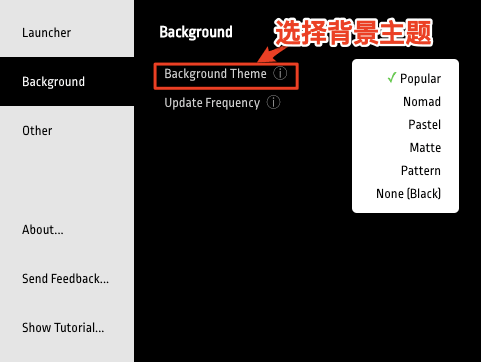 Launcher
Background
Other
About...
Send Feedback...
Show Tutorial...
Background
选择背景主题
Background Theme ⓘ
Update Frequency ⓘ
✓ Popular
Nomad
Pastel
Matte
Pattern
None (Black)